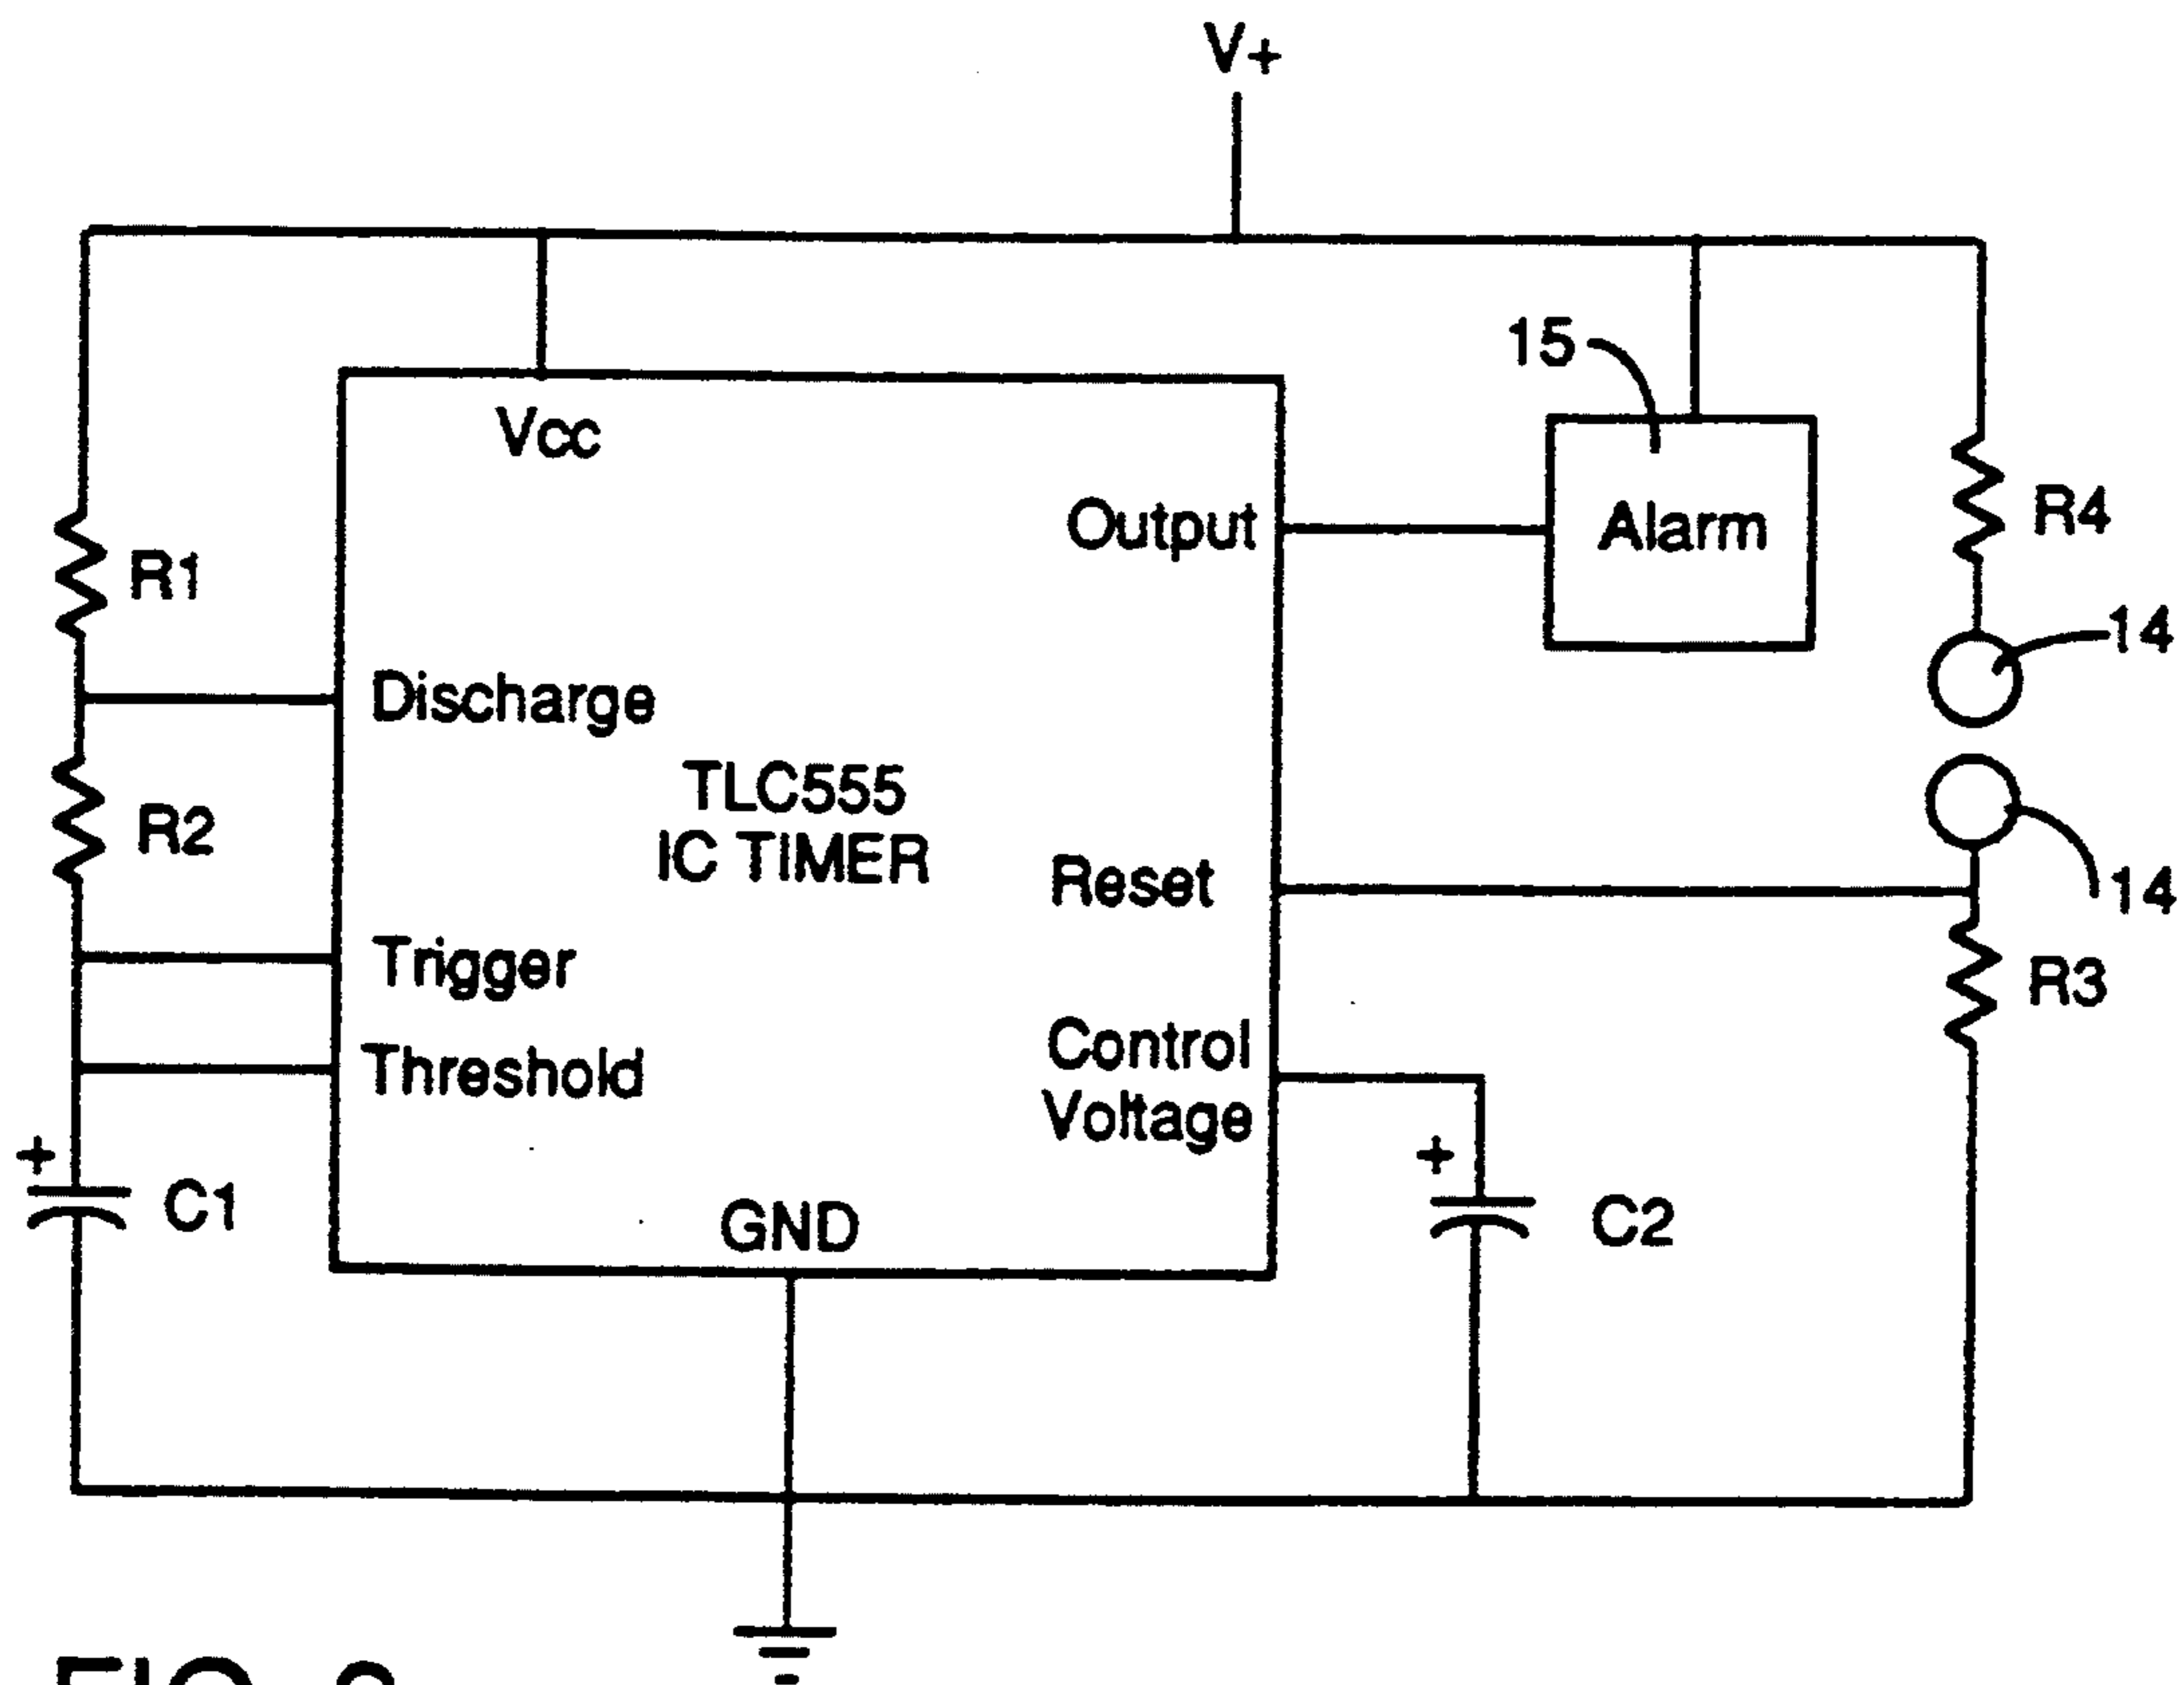 V+
Vcc
15
Output
Alarm
R4
R1
14
Discharge
TLC555
IC TIMER
R2
Reset
14
Trigger
R3
Control
Voltage
Threshold
+
C1
+
C2
GND